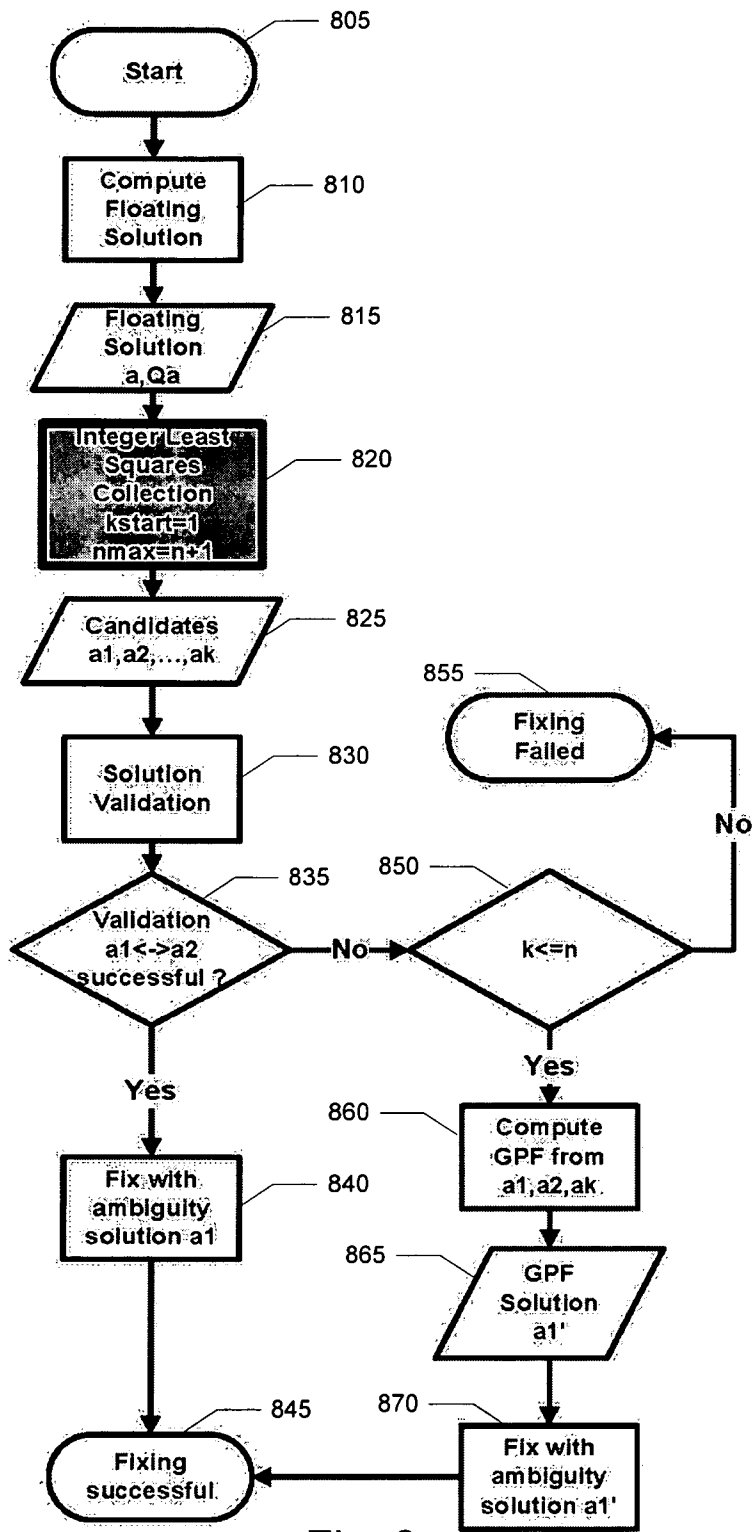 805
Start
Compute
Floating
Solution
810
Floating
Solution
a,Qa
815
Integer Least
Squares
Collection
kstart=1
nmax=n+1
820
Candidates
a1,a2,...,ak
825
855
Fixing
Failed
Solution
Validation
830
No
835
850
Validation
a1<->a2
successful ?
No
k<=n
Yes
Yes
860
Compute
GPF from
a1,a2,ak
Fix with
ambiguity
solution a1
840
865
GPF
Solution
a1'
845
870
Fixing
successful
Fix with
ambiguity
solution a1'